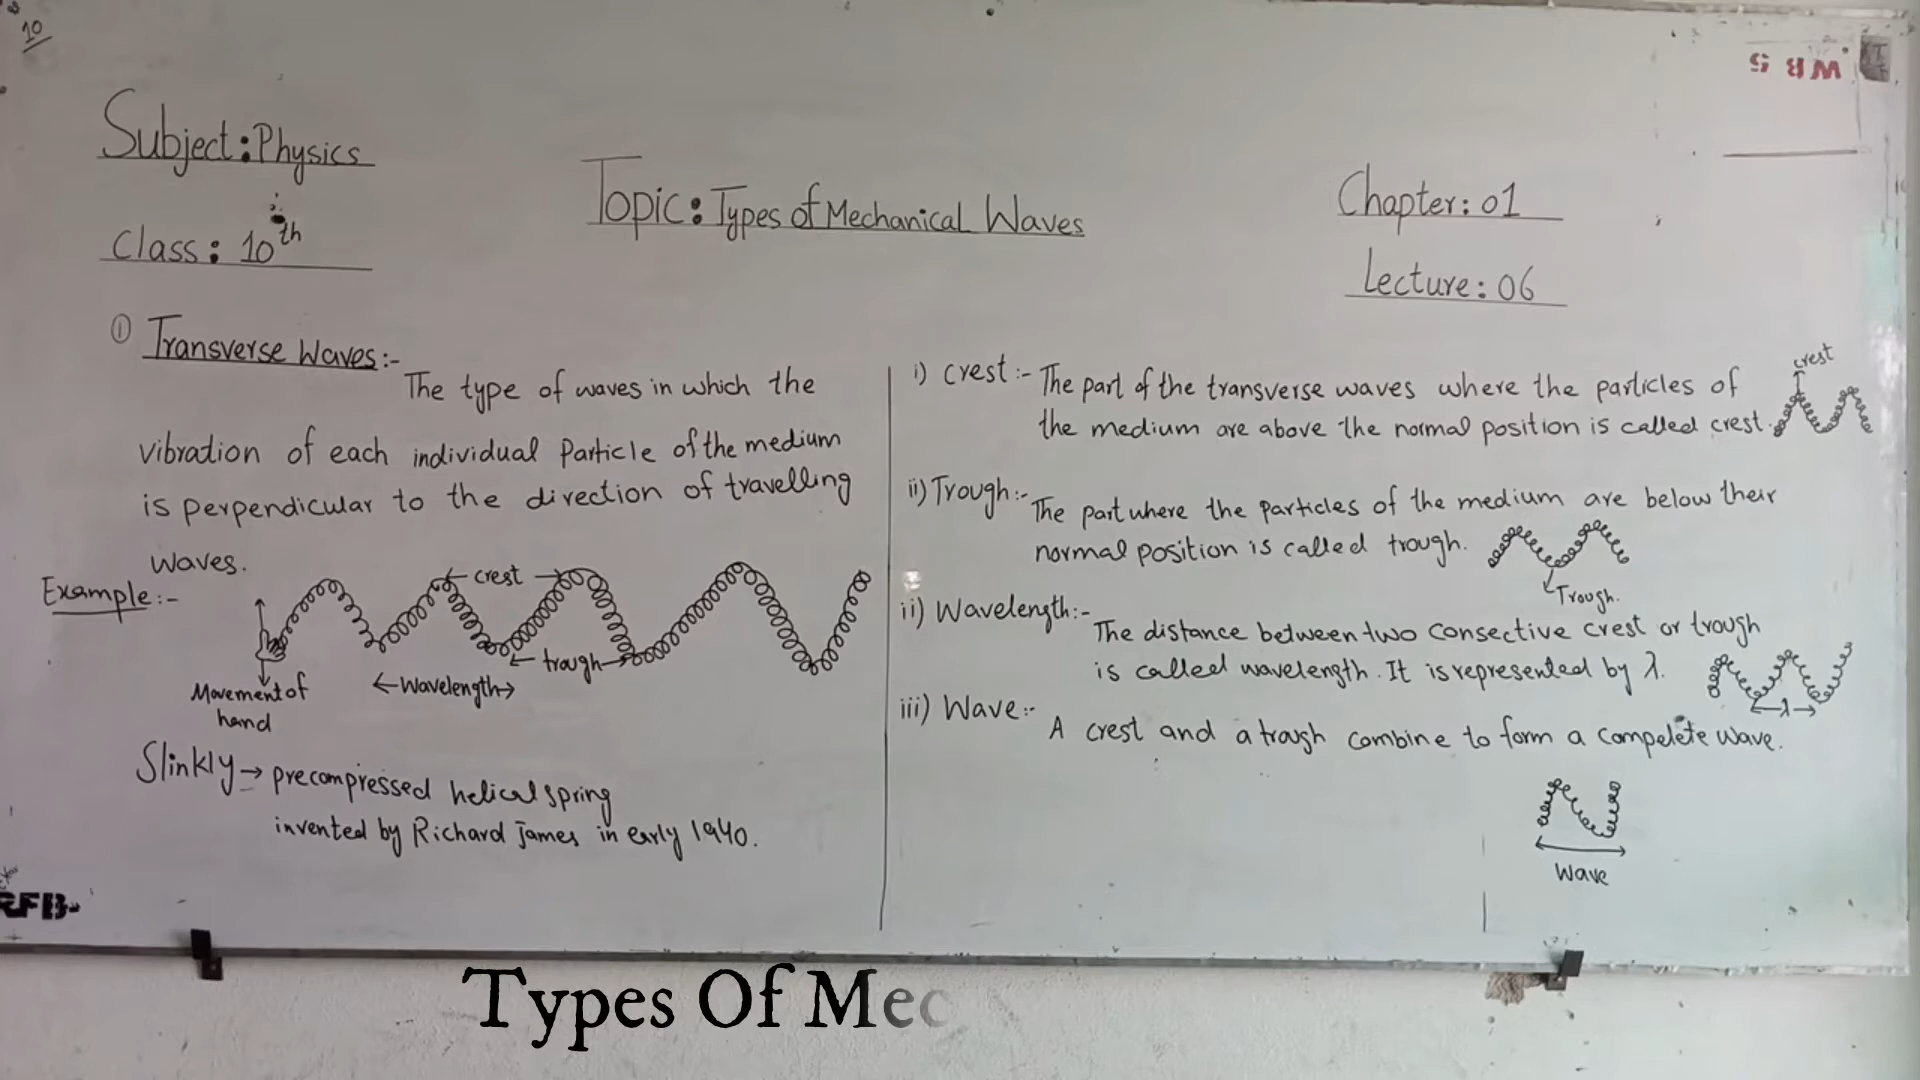 10
WB 5
Subject: Physics
Class: 10th
Topic: Types of Mechanical Waves
Chapter: 01
Lecture: 06
① Transverse Waves:-
The type of waves in which the
vibration of each individual Particle of the medium
is perpendicular to the direction of travelling
waves.
Example:-
crest
trough
Wavelength
Movement of
hand
Slinkly → precompressed helical spring
invented by Richard James in early 1940.
i) Crest:- The part of the transverse waves where the particles of
the medium are above the normal position is called crest.
crest
ii) Trough:- The part where the particles of the medium are below their
normal position is called trough.
Trough.
ii) Wavelength:- The distance between two consective crest or trough
is called wavelength. It is represented by λ.
λ
iii) Wave:- A crest and a trough combine to form a compelete wave.
Wave
RFB-
Types Of Mec